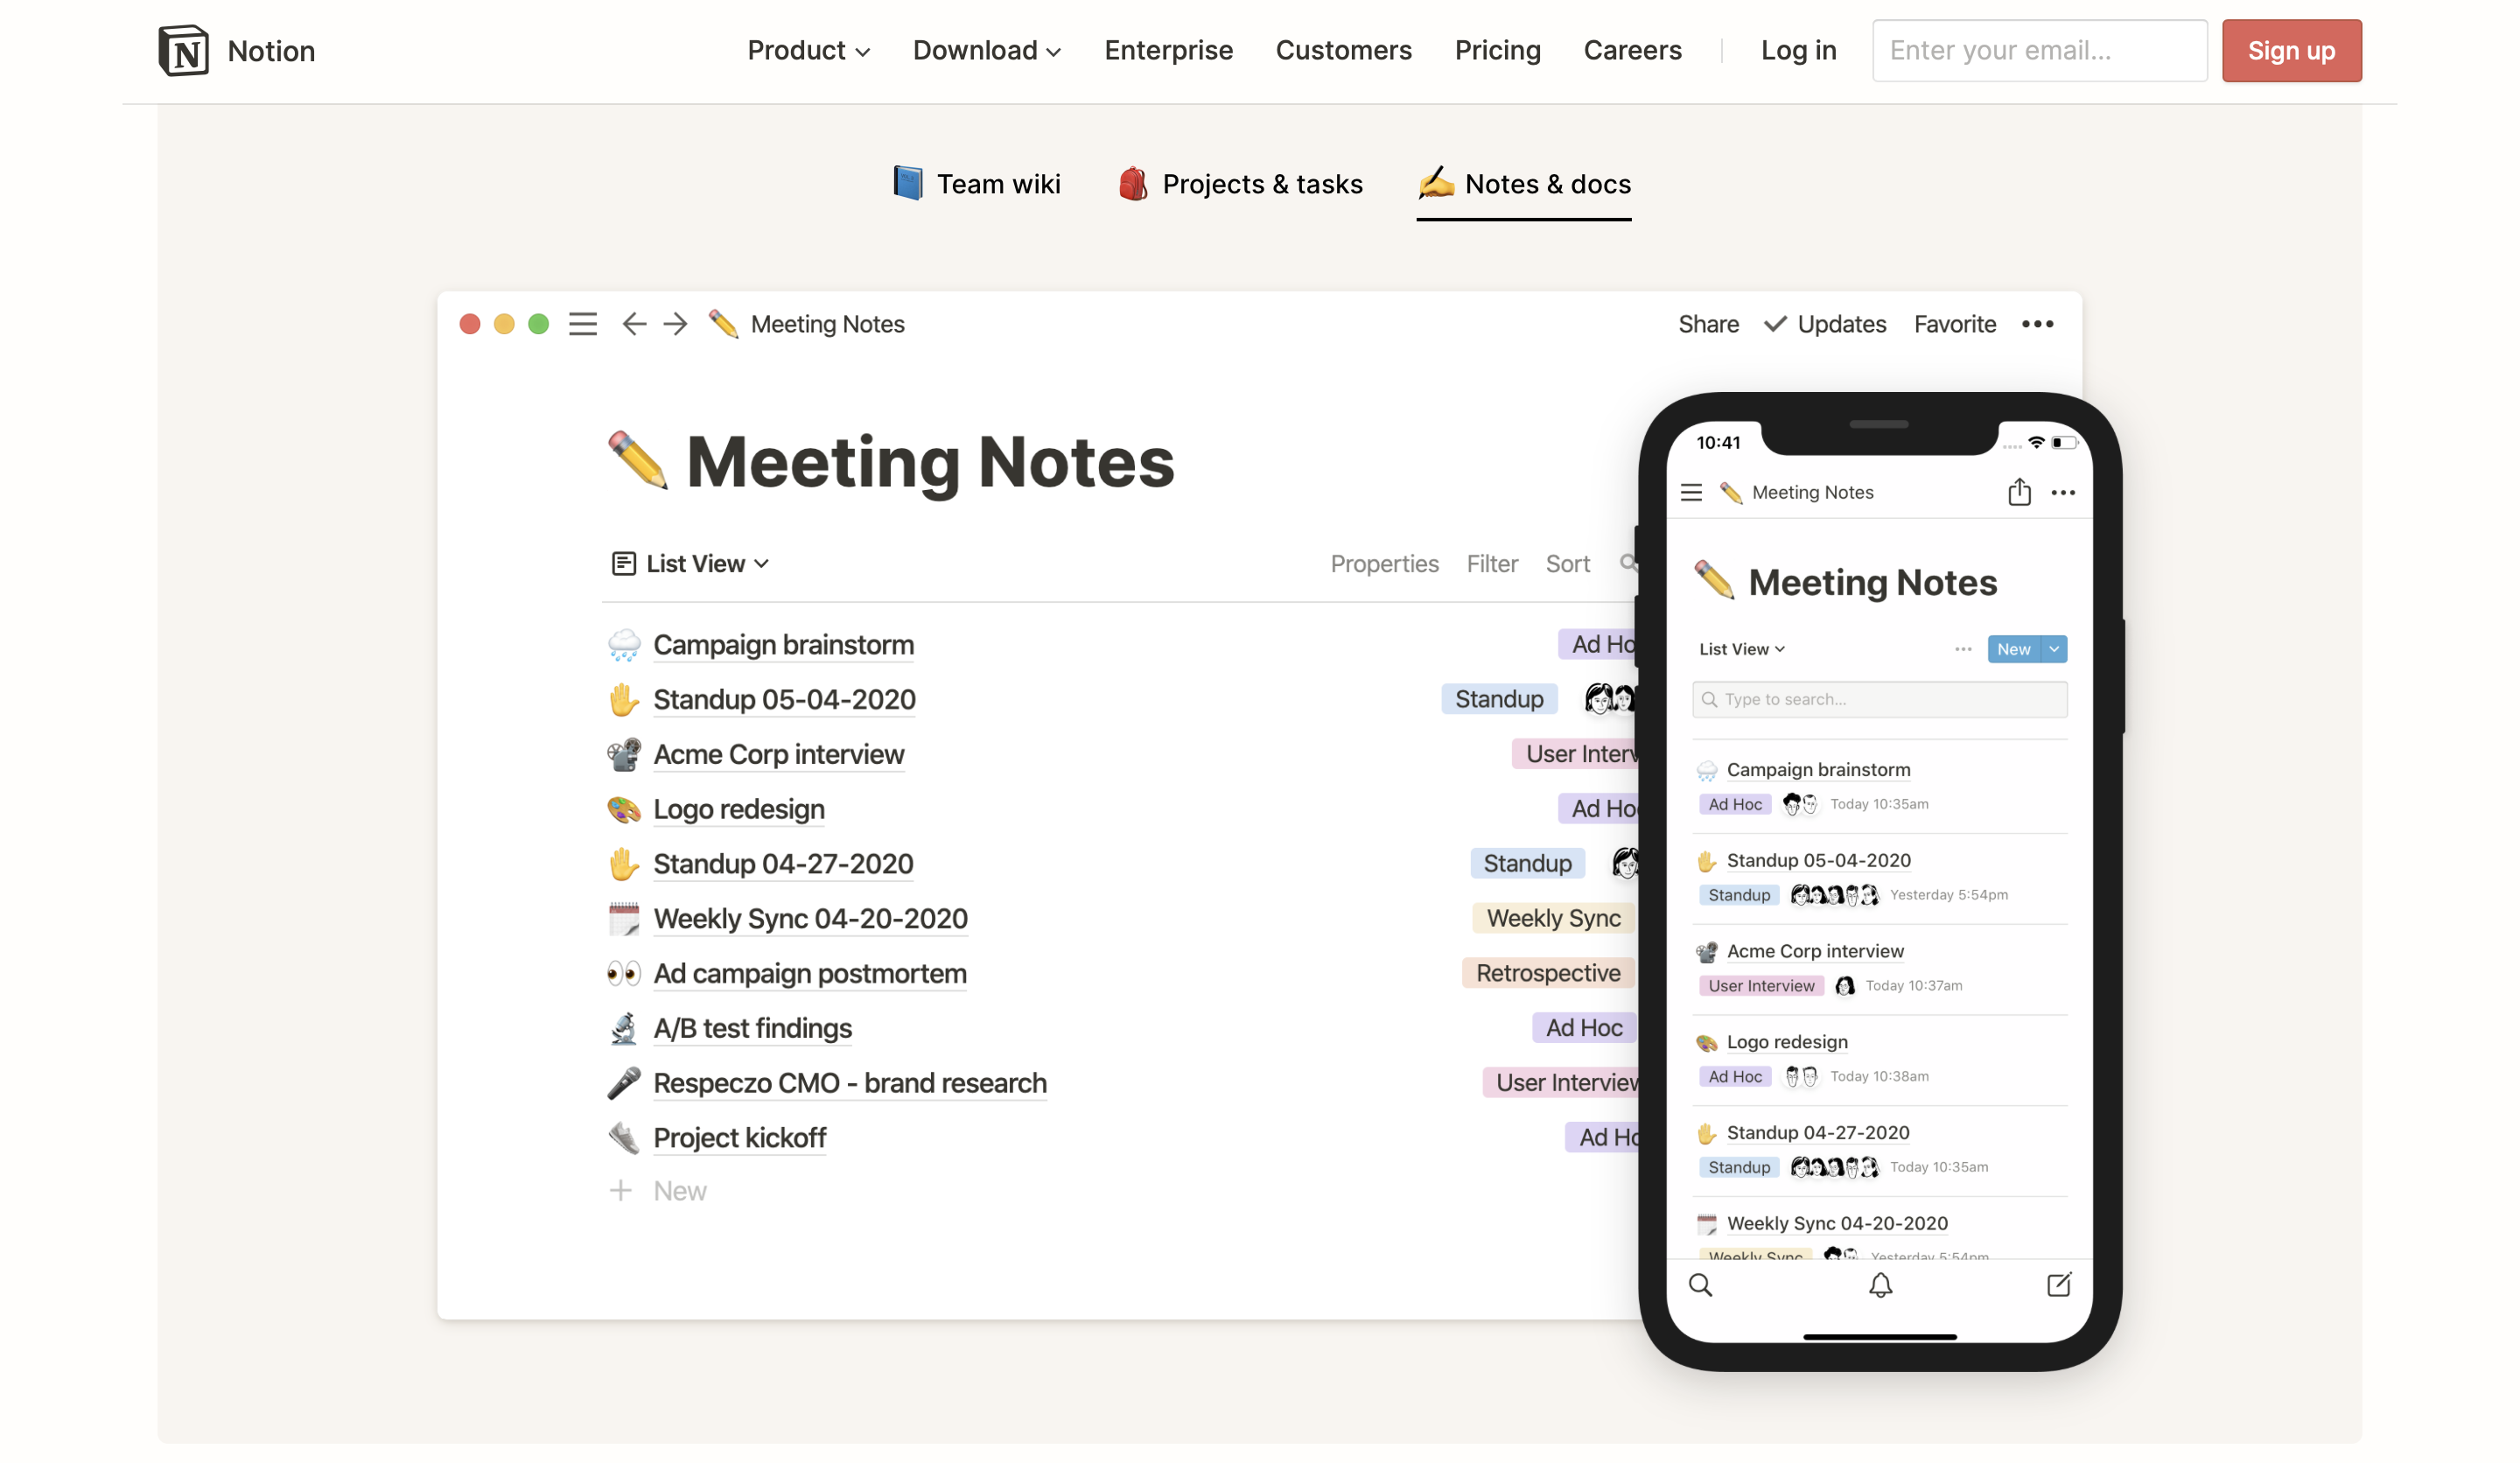 Notion
Product Download Enterprise Customers Pricing Careers Log in Enter your email... Sign up
Team wiki Projects & tasks Notes & docs
Meeting Notes
Share Updates Favorite
Meeting Notes
List View
Properties Filter Sort
Campaign brainstorm Ad Ho
Standup 05-04-2020 Standup
Acme Corp interview User Interv
Logo redesign Ad Ho
Standup 04-27-2020 Standup
Weekly Sync 04-20-2020 Weekly Sync
Ad campaign postmortem Retrospective
A/B test findings Ad Hoc
Respeczo CMO - brand research User Interview
Project kickoff Ad Ho
New
10:41
Meeting Notes
Meeting Notes
List View New
Type to search...
Campaign brainstorm
Ad Hoc Today 10:35am
Standup 05-04-2020
Standup Yesterday 5:54pm
Acme Corp interview
User Interview Today 10:37am
Logo redesign
Ad Hoc Today 10:38am
Standup 04-27-2020
Standup Today 10:35am
Weekly Sync 04-20-2020
Weekly Sync Yesterday 5:54pm